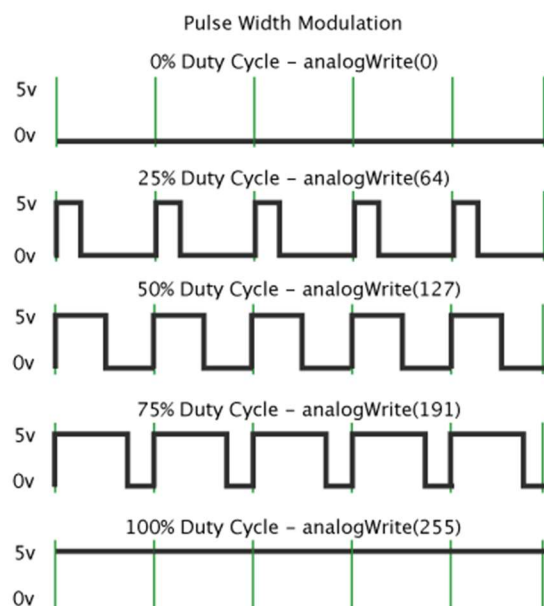 Pulse Width Modulation
0% Duty Cycle – analogWrite(0)
5v
0v
25% Duty Cycle – analogWrite(64)
5v
0v
50% Duty Cycle – analogWrite(127)
5v
0v
75% Duty Cycle – analogWrite(191)
5v
0v
100% Duty Cycle – analogWrite(255)
5v
0v